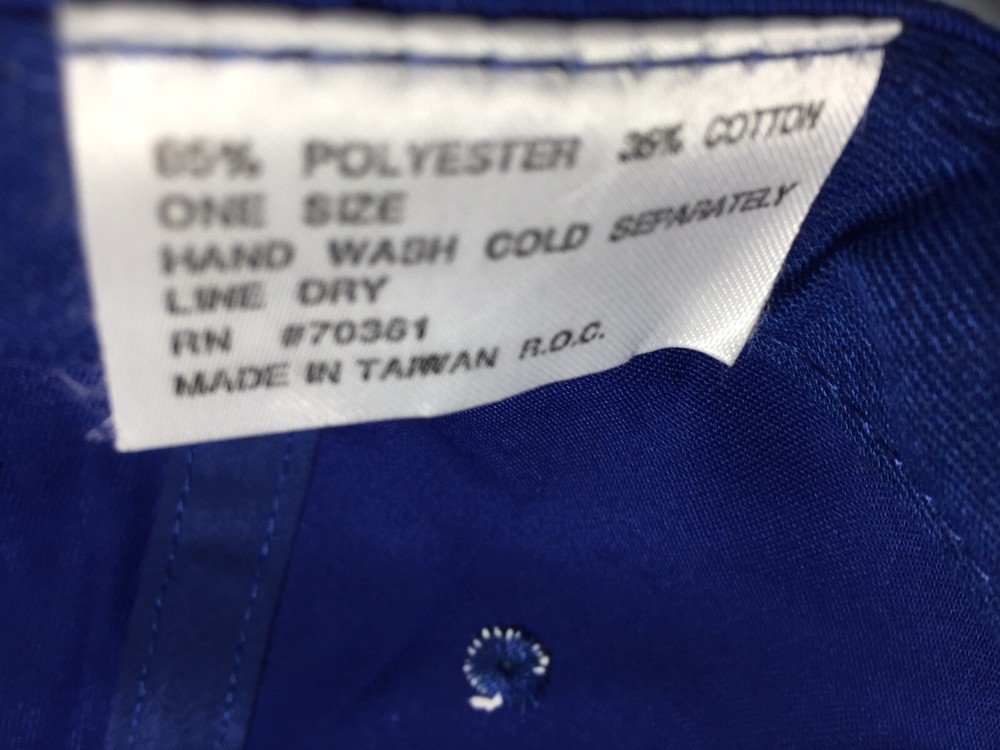 65% POLYESTER 35% COTTON
ONE SIZE
HAND WASH COLD SEPARATELY
LINE DRY
RN #70361
MADE IN TAIWAN R.O.C.